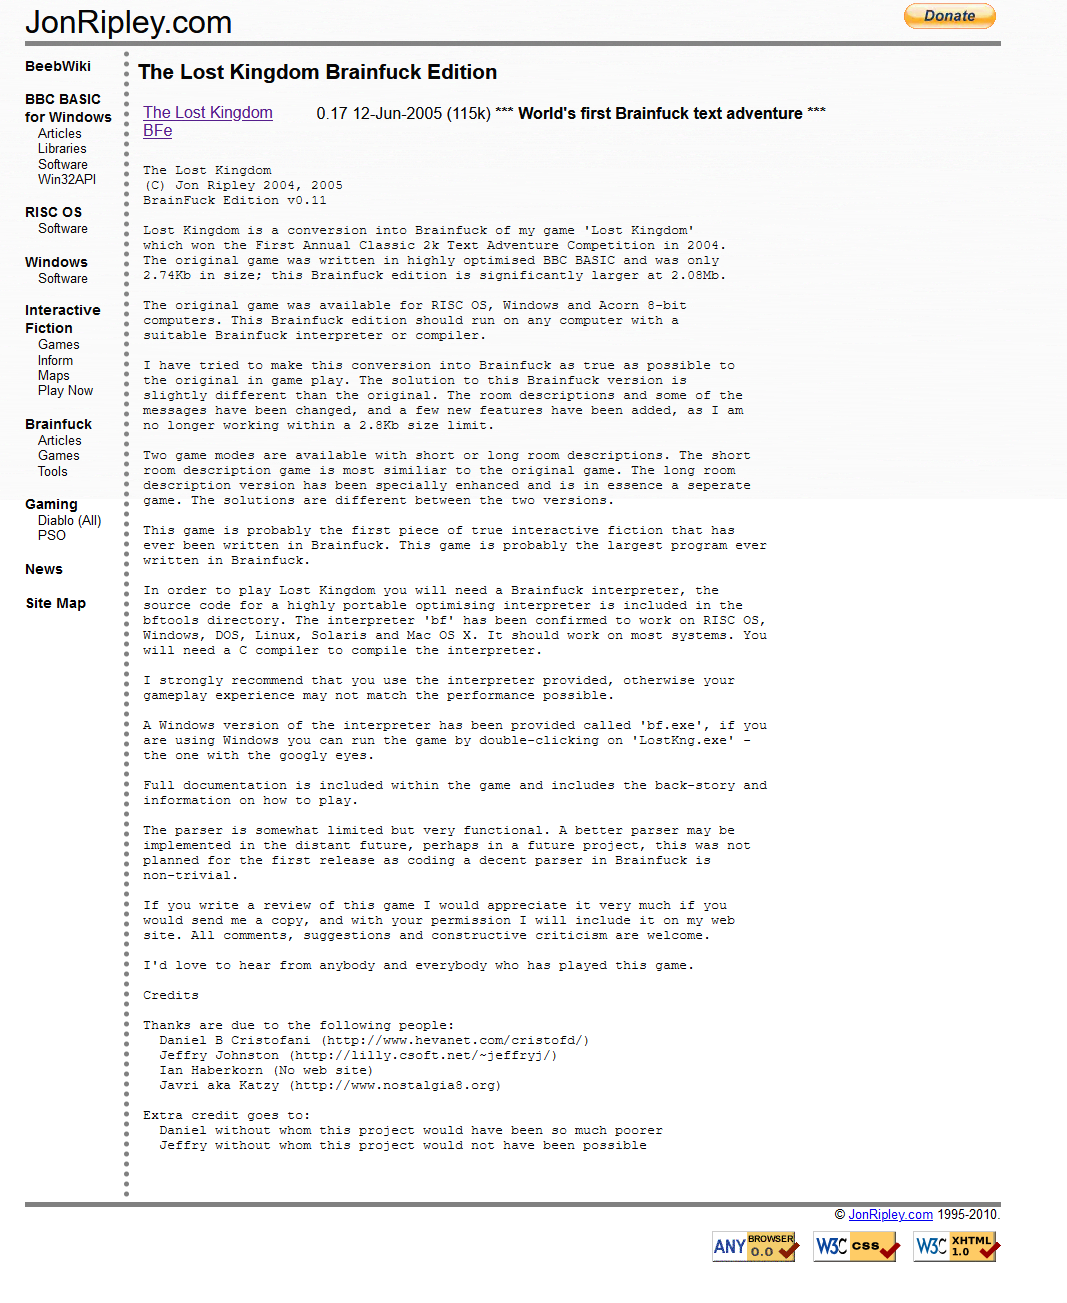 JonRipley.com
Donate
BeebWiki
BBC BASIC
for Windows
Articles
Libraries
Software
Win32API
RISC OS
Software
Windows
Software
Interactive
Fiction
Games
Inform
Maps
Play Now
Brainfuck
Articles
Games
Tools
Gaming
Diablo (All)
PSO
News
Site Map
The Lost Kingdom Brainfuck Edition
The Lost Kingdom
BFe
0.17 12-Jun-2005 (115k) *** World's first Brainfuck text adventure ***
The Lost Kingdom
(C) Jon Ripley 2004, 2005
BrainFuck Edition v0.11
Lost Kingdom is a conversion into Brainfuck of my game 'Lost Kingdom'
which won the First Annual Classic 2k Text Adventure Competition in 2004.
The original game was written in highly optimised BBC BASIC and was only
2.74Kb in size; this Brainfuck edition is significantly larger at 2.08Mb.
The original game was available for RISC OS, Windows and Acorn 8-bit
computers. This Brainfuck edition should run on any computer with a
suitable Brainfuck interpreter or compiler.
I have tried to make this conversion into Brainfuck as true as possible to
the original in game play. The solution to this Brainfuck version is
slightly different than the original. The room descriptions and some of the
messages have been changed, and a few new features have been added, as I am
no longer working within a 2.8Kb size limit.
Two game modes are available with short or long room descriptions. The short
room description game is most similiar to the original game. The long room
description version has been specially enhanced and is in essence a seperate
game. The solutions are different between the two versions.
This game is probably the first piece of true interactive fiction that has
ever been written in Brainfuck. This game is probably the largest program ever
written in Brainfuck.
In order to play Lost Kingdom you will need a Brainfuck interpreter, the
source code for a highly portable optimising interpreter is included in the
bftools directory. The interpreter 'bf' has been confirmed to work on RISC OS,
Windows, DOS, Linux, Solaris and Mac OS X. It should work on most systems. You
will need a C compiler to compile the interpreter.
I strongly recommend that you use the interpreter provided, otherwise your
gameplay experience may not match the performance possible.
A Windows version of the interpreter has been provided called 'bf.exe', if you
are using Windows you can run the game by double-clicking on 'LostKng.exe' -
the one with the googly eyes.
Full documentation is included within the game and includes the back-story and
information on how to play.
The parser is somewhat limited but very functional. A better parser may be
implemented in the distant future, perhaps in a future project, this was not
planned for the first release as coding a decent parser in Brainfuck is
non-trivial.
If you write a review of this game I would appreciate it very much if you
would send me a copy, and with your permission I will include it on my web
site. All comments, suggestions and constructive criticism are welcome.
I'd love to hear from anybody and everybody who has played this game.
Credits
Thanks are due to the following people:
Daniel B Cristofani (http://www.hevanet.com/cristofd/)
Jeffry Johnston (http://lilly.csoft.net/~jeffryj/)
Ian Haberkorn (No web site)
Javri aka Katzy (http://www.nostalgia8.org)
Extra credit goes to:
Daniel without whom this project would have been so much poorer
Jeffry without whom this project would not have been possible
© JonRipley.com 1995-2010.
ANY BROWSER 0.0
W3C css
W3C XHTML 1.0